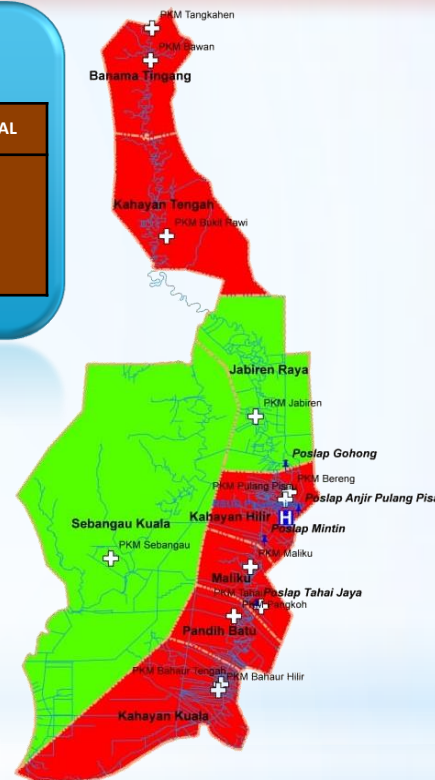 AL
PKM Tangkahen
PKM Bawan
Banama Tingang
Kahayan Tengah
PKM Bukit Rawi
Jabiren Raya
PKM Jabiren
Poslap Gohong
PKM Bereng
PKM Pulang Pisau
Poslap Anjir Pulang Pisa
Kahayan Hilir
H
Sebangau Kuala
Poslap Mintin
PKM Sebangau
PKM Maliku
Maliku
PKM Tahai
Poslap Tahai Jaya
PKM Pangkoh
Pandih Batu
PKM Bahaur Tengah
PKM Bahaur Hilir
Kahayan Kuala